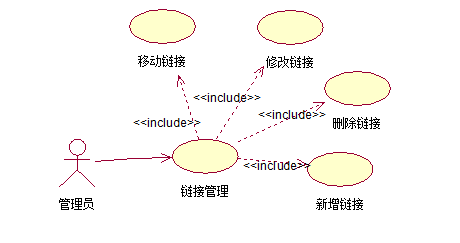 移动链接
修改链接
<<include>>
<<include>>
<<include>>
删除链接
<<include>>
管理员
链接管理
新增链接